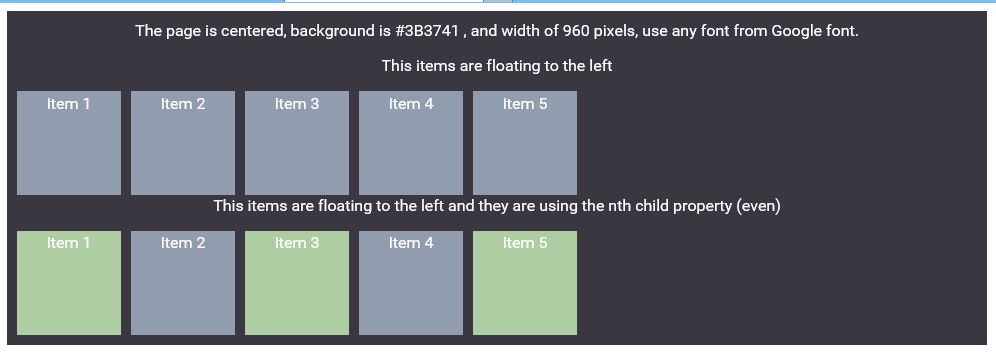 The page is centered, background is #3B3741 , and width of 960 pixels, use any font from Google font.
This items are floating to the left
Item 1 Item 2 Item 3 Item 4 Item 5
This items are floating to the left and they are using the nth child property (even)
Item 1 Item 2 Item 3 Item 4 Item 5